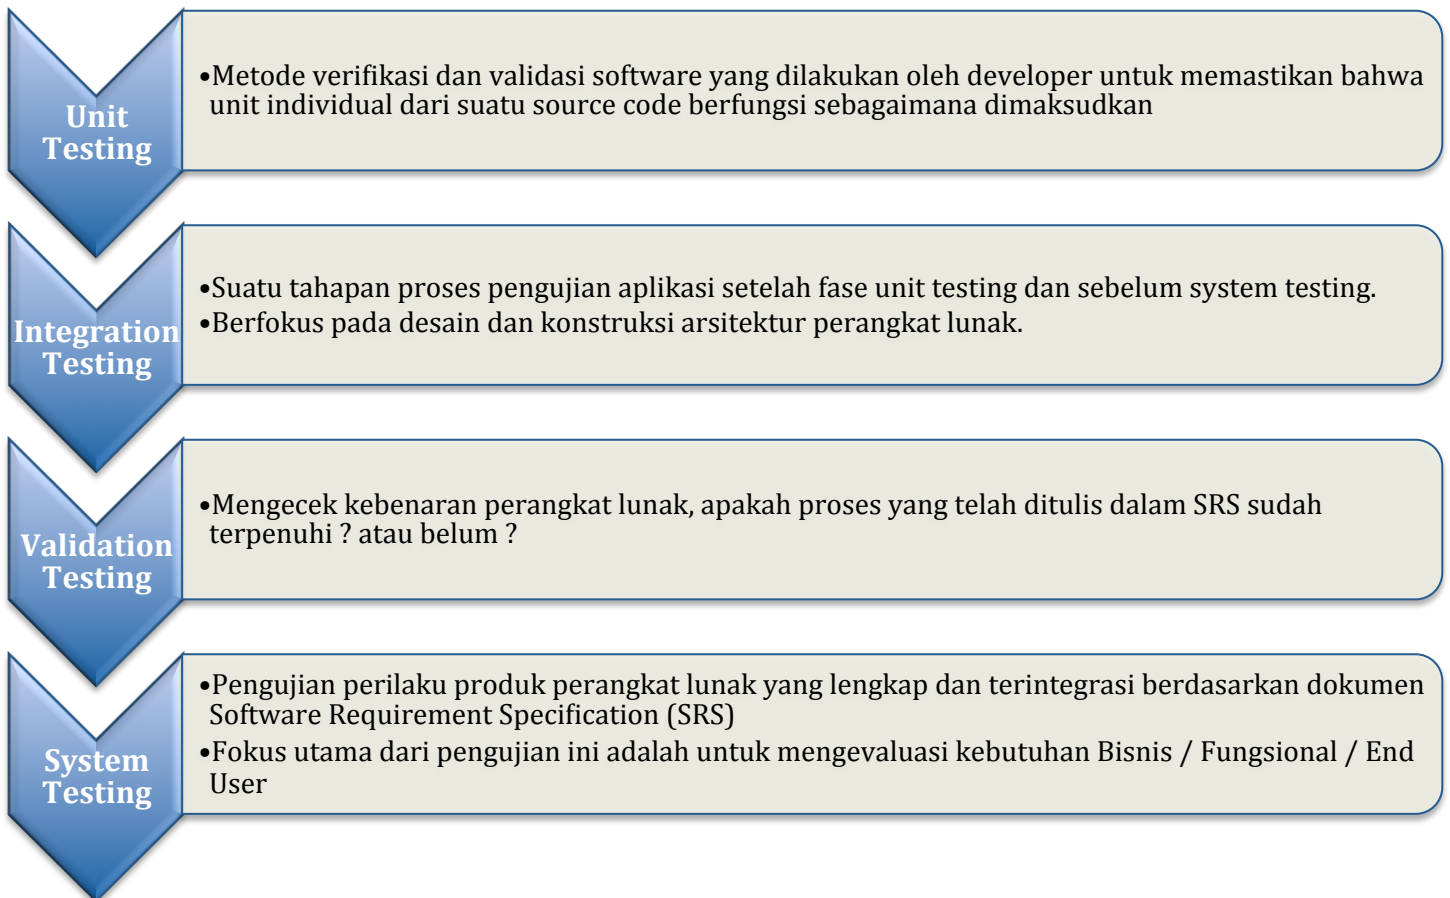 Unit
Testing
•Metode verifikasi dan validasi software yang dilakukan oleh developer untuk memastikan bahwa
unit individual dari suatu source code berfungsi sebagaimana dimaksudkan
Integration
Testing
•Suatu tahapan proses pengujian aplikasi setelah fase unit testing dan sebelum system testing.
•Berfokus pada desain dan konstruksi arsitektur perangkat lunak.
Validation
Testing
•Mengecek kebenaran perangkat lunak, apakah proses yang telah ditulis dalam SRS sudah
terpenuhi ? atau belum ?
System
Testing
•Pengujian perilaku produk perangkat lunak yang lengkap dan terintegrasi berdasarkan dokumen
Software Requirement Specification (SRS)
•Fokus utama dari pengujian ini adalah untuk mengevaluasi kebutuhan Bisnis / Fungsional / End
User